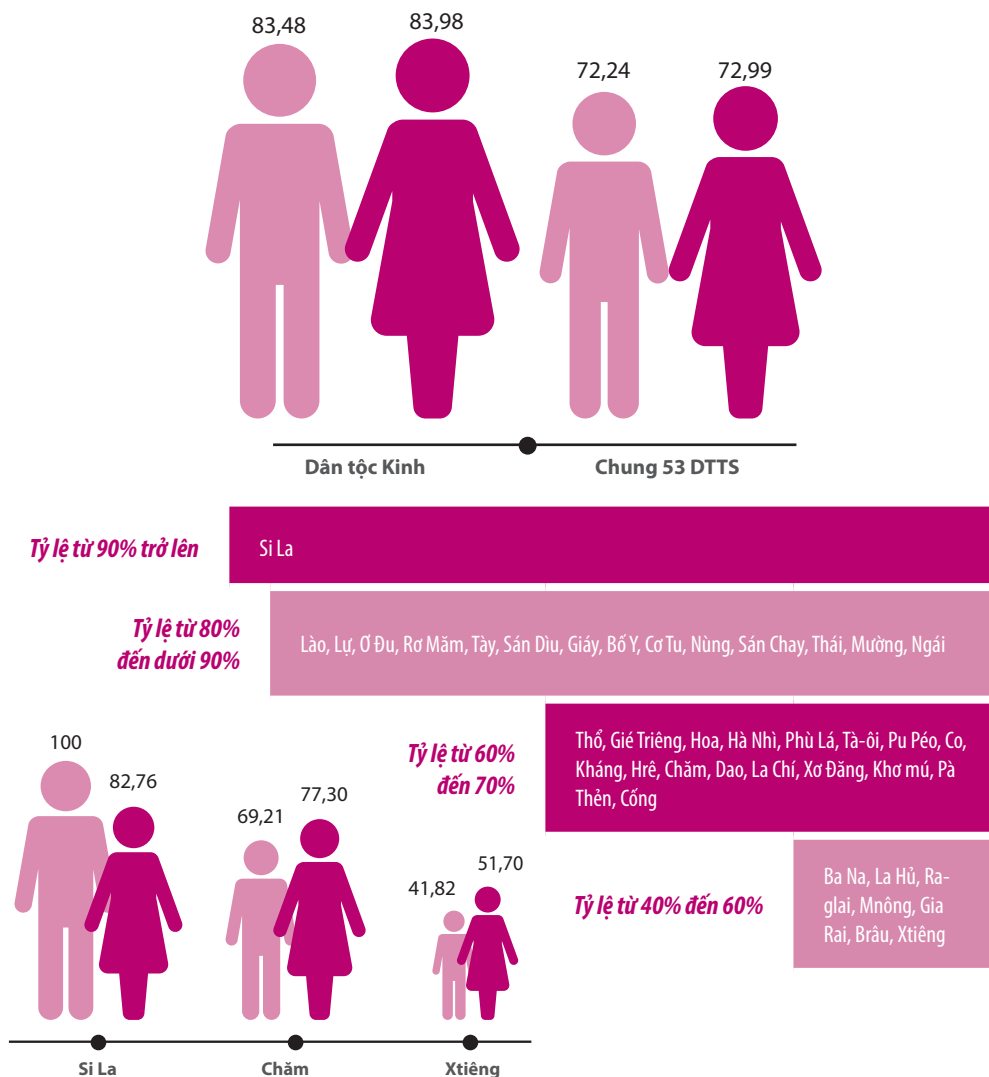 83,48
83,98
72,24
72,99
Dân tộc Kinh
Chung 53 DTTS
Tỷ lệ từ 90% trở lên
Si La
Tỷ lệ từ 80%
đến dưới 90%
Lào, Lự, Ơ Đu, Rơ Măm, Tày, Sán Dìu, Giáy, Bố Y, Cơ Tu, Nùng, Sán Chay, Thái, Mường, Ngái
Tỷ lệ từ 60%
đến 70%
Thổ, Gié Triêng, Hoa, Hà Nhì, Phù Lá, Tà-ôi, Pu Péo, Co,
Kháng, Hrê, Chăm, Dao, La Chí, Xơ Đăng, Khơ mú, Pà
Thẻn, Cống
Tỷ lệ từ 40% đến 60%
Ba Na, La Hủ, Ra-
glai, Mnông, Gia
Rai, Brâu, Xtiêng
100
82,76
69,21
77,30
41,82
51,70
Si La
Chăm
Xtiêng